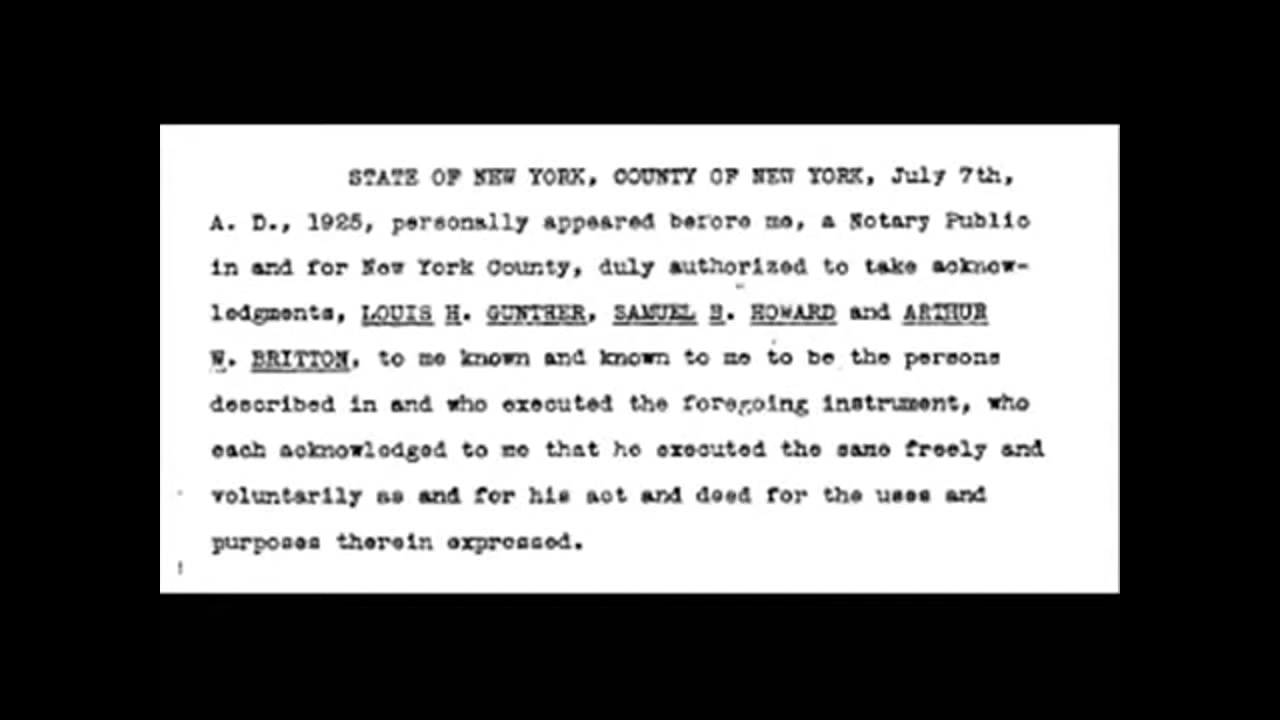 STATE OF NEW YORK, COUNTY OF NEW YORK, July 7th,
A. D., 1925, personally appeared before me, a Notary Public
in and for New York County, duly authorized to take acknow-
ledgments, LOUIS H. GUNTHER, SAMUEL B. HOWARD and ARTHUR
W. BRITTON, to me known and known to me to be the persons
described in and who executed the foregoing instrument, who
each acknowledged to me that he executed the same freely and
voluntarily as and for his act and deed for the uses and
purposes therein expressed.